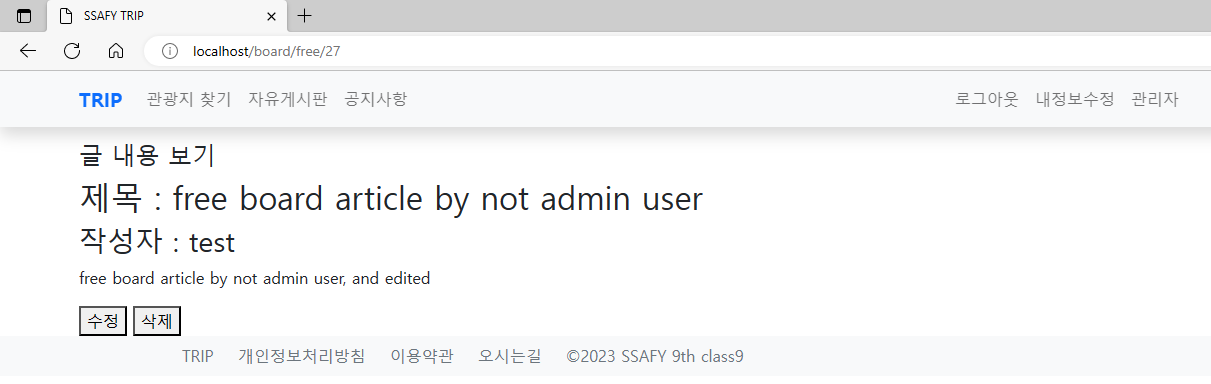 SSAFY TRIP
localhost/board/free/27
TRIP 관광지 찾기 자유게시판 공지사항 로그아웃 내정보수정 관리자
글 내용 보기
제목 : free board article by not admin user
작성자 : test
free board article by not admin user, and edited
수정 삭제
TRIP 개인정보처리방침 이용약관 오시는길 ©2023 SSAFY 9th class9